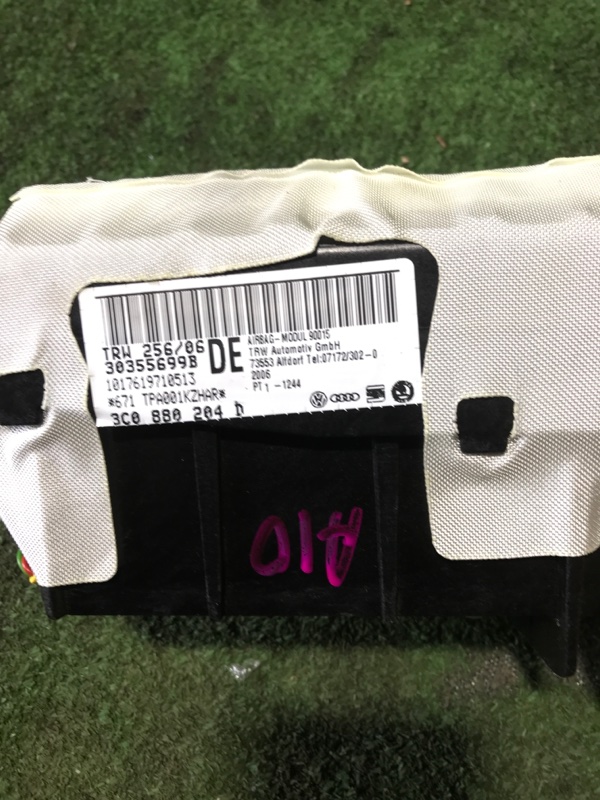 TRW 256/06
30355699B
1017619710513
*671 TPA001KZHAR*
3C0 880 204 D
DE
AIRBAG-MODUL 90015
TRW Automotiv GmbH
73553 Alfdorf Tel:07172/302-0
2006
PT1 -1244
A10